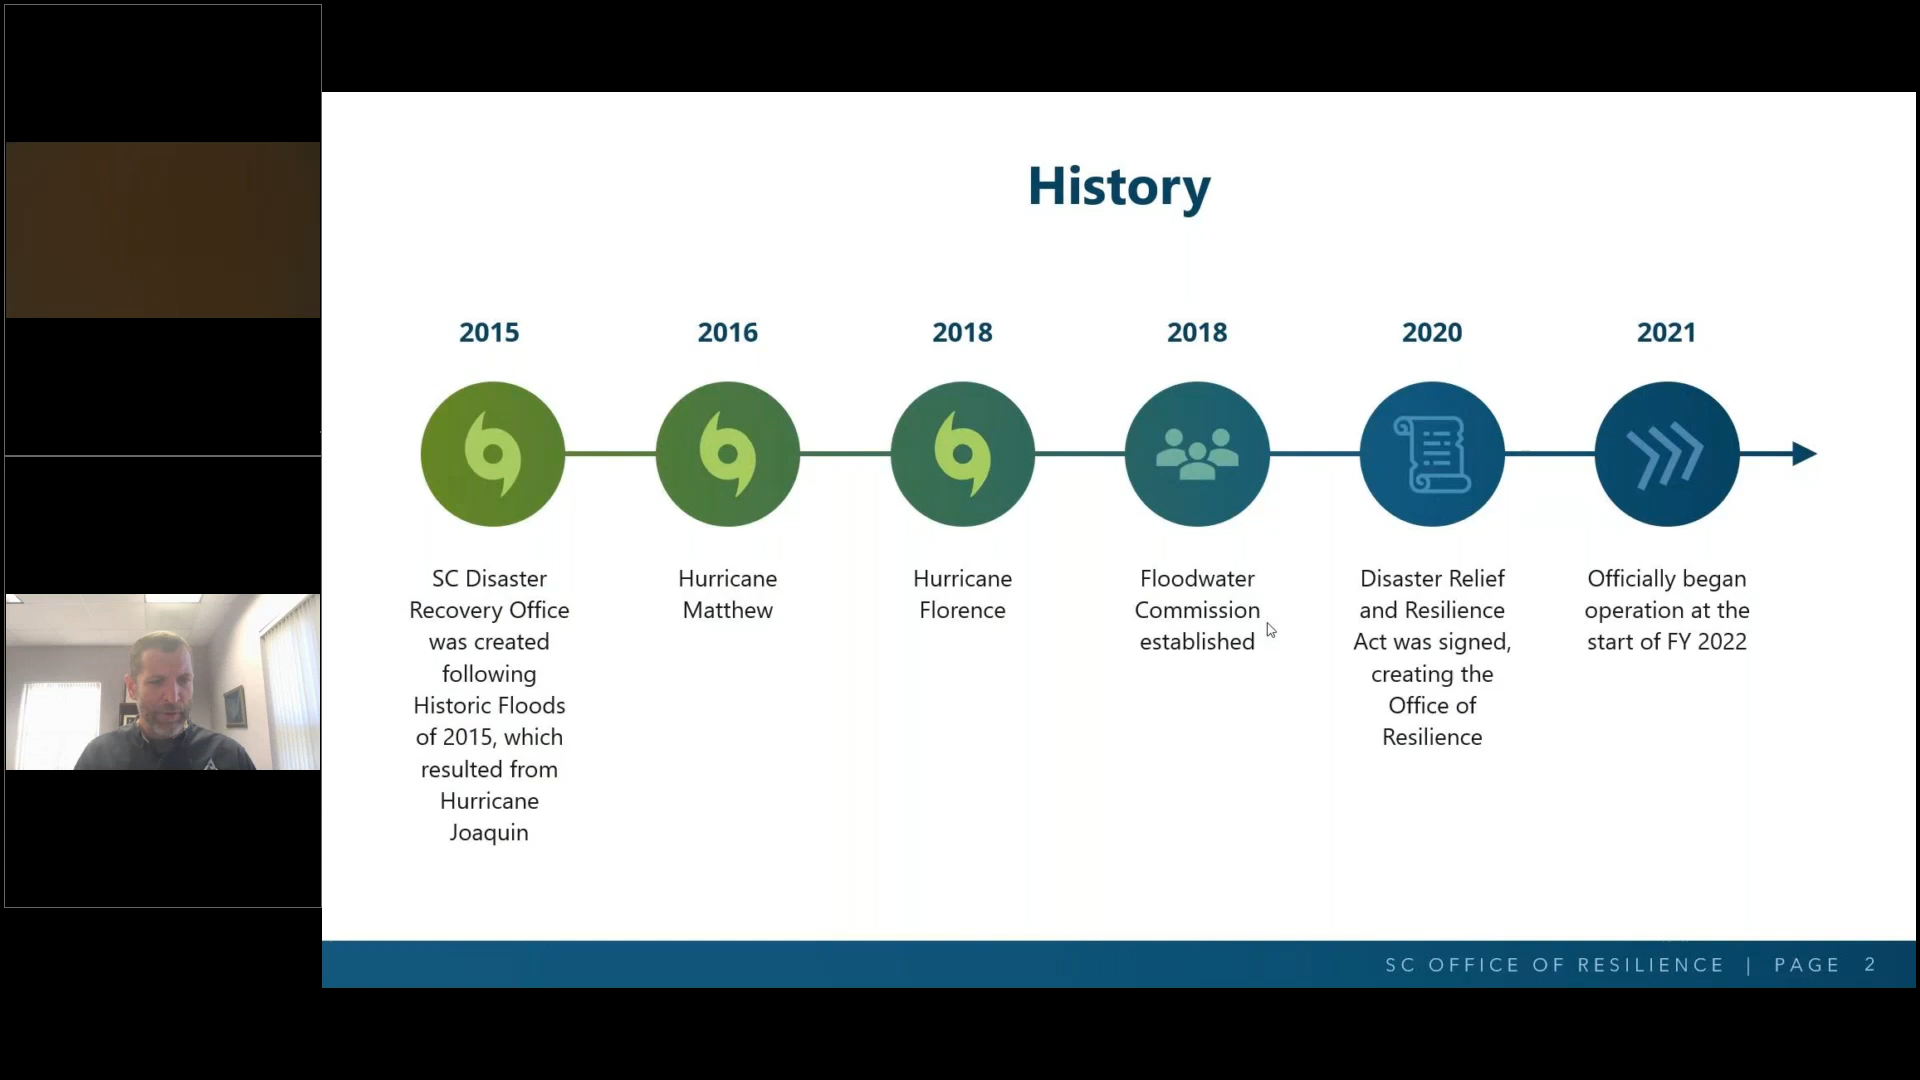 History
2015
2016
2018
2018
2020
2021
SC Disaster
Recovery Office
was created
following
Historic Floods
of 2015, which
resulted from
Hurricane
Joaquin
Hurricane
Matthew
Hurricane
Florence
Floodwater
Commission
established
Disaster Relief
and Resilience
Act was signed,
creating the
Office of
Resilience
Officially began
operation at the
start of FY 2022
SC OFFICE OF RESILIENCE | PAGE 2